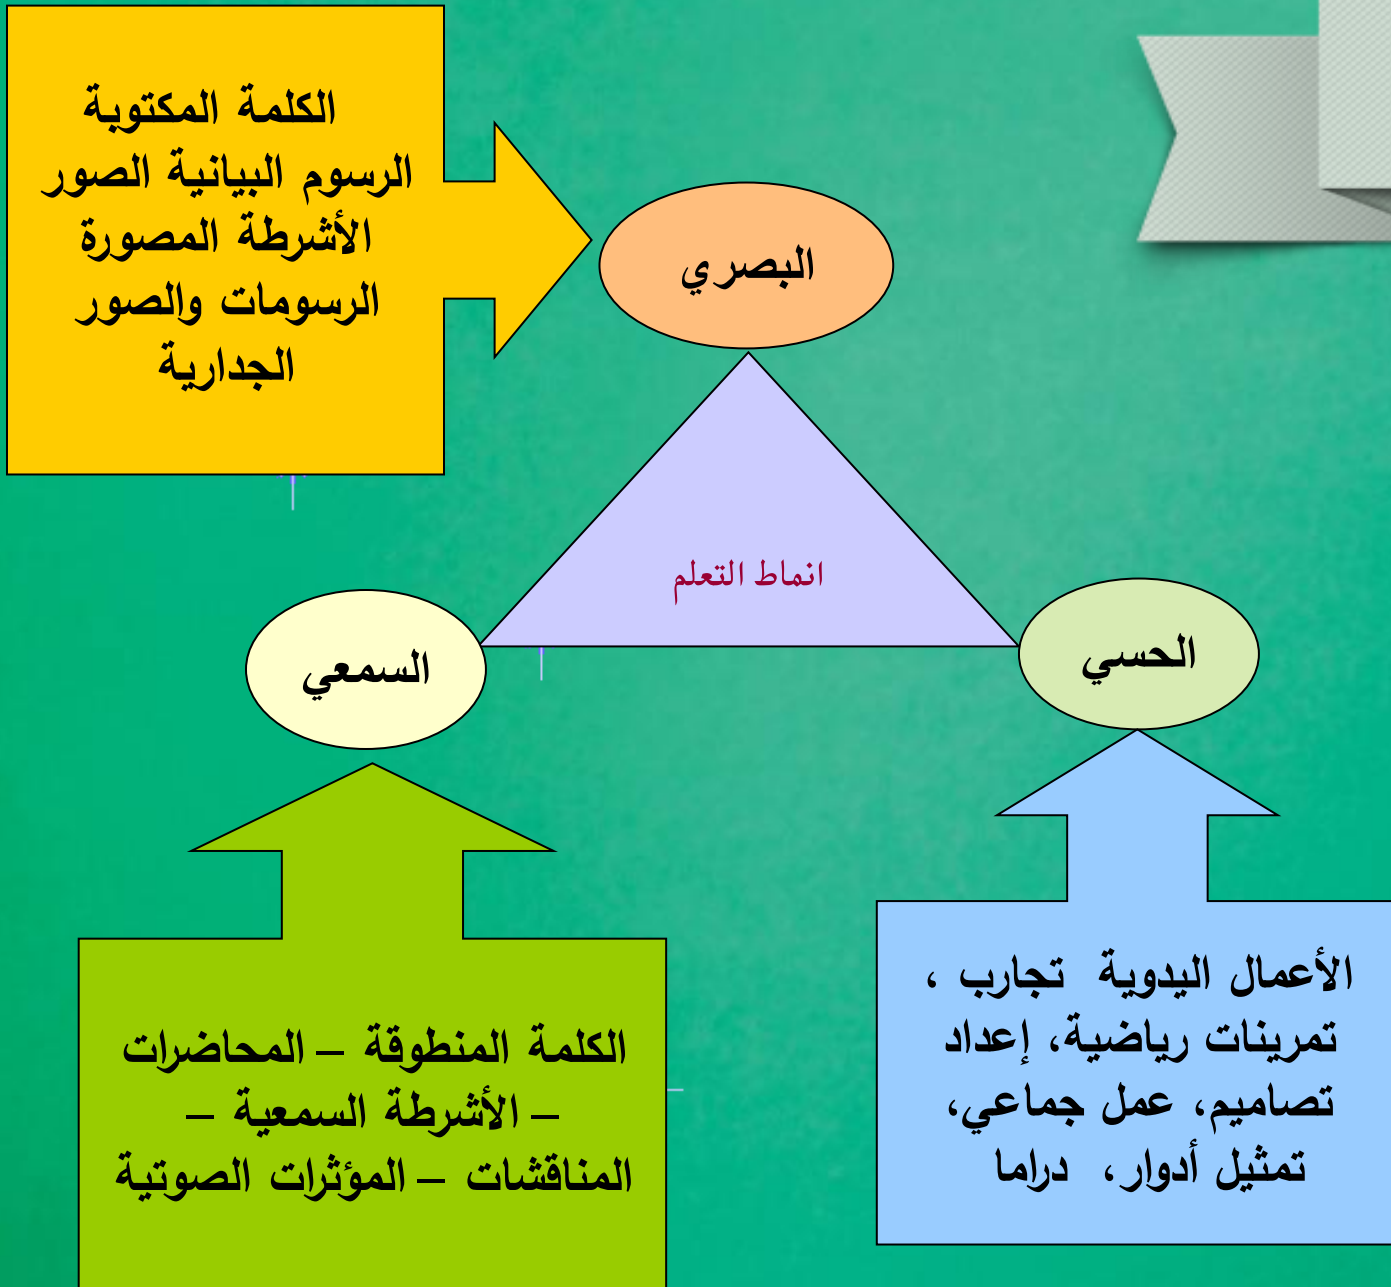 الكلمة المكتوبة
الرسوم البيانية الصور
الأشرطة المصورة
الرسومات والصور
الجدارية
البصري
انماط التعلم
الحسي
السمعي
الأعمال اليدوية تجارب ،
تمرينات رياضية، إعداد
تصاميم، عمل جماعي،
تمثيل أدوار، دراما
الكلمة المنطوقة – المحاضرات
– الأشرطة السمعية –
المناقشات – المؤثرات الصوتية